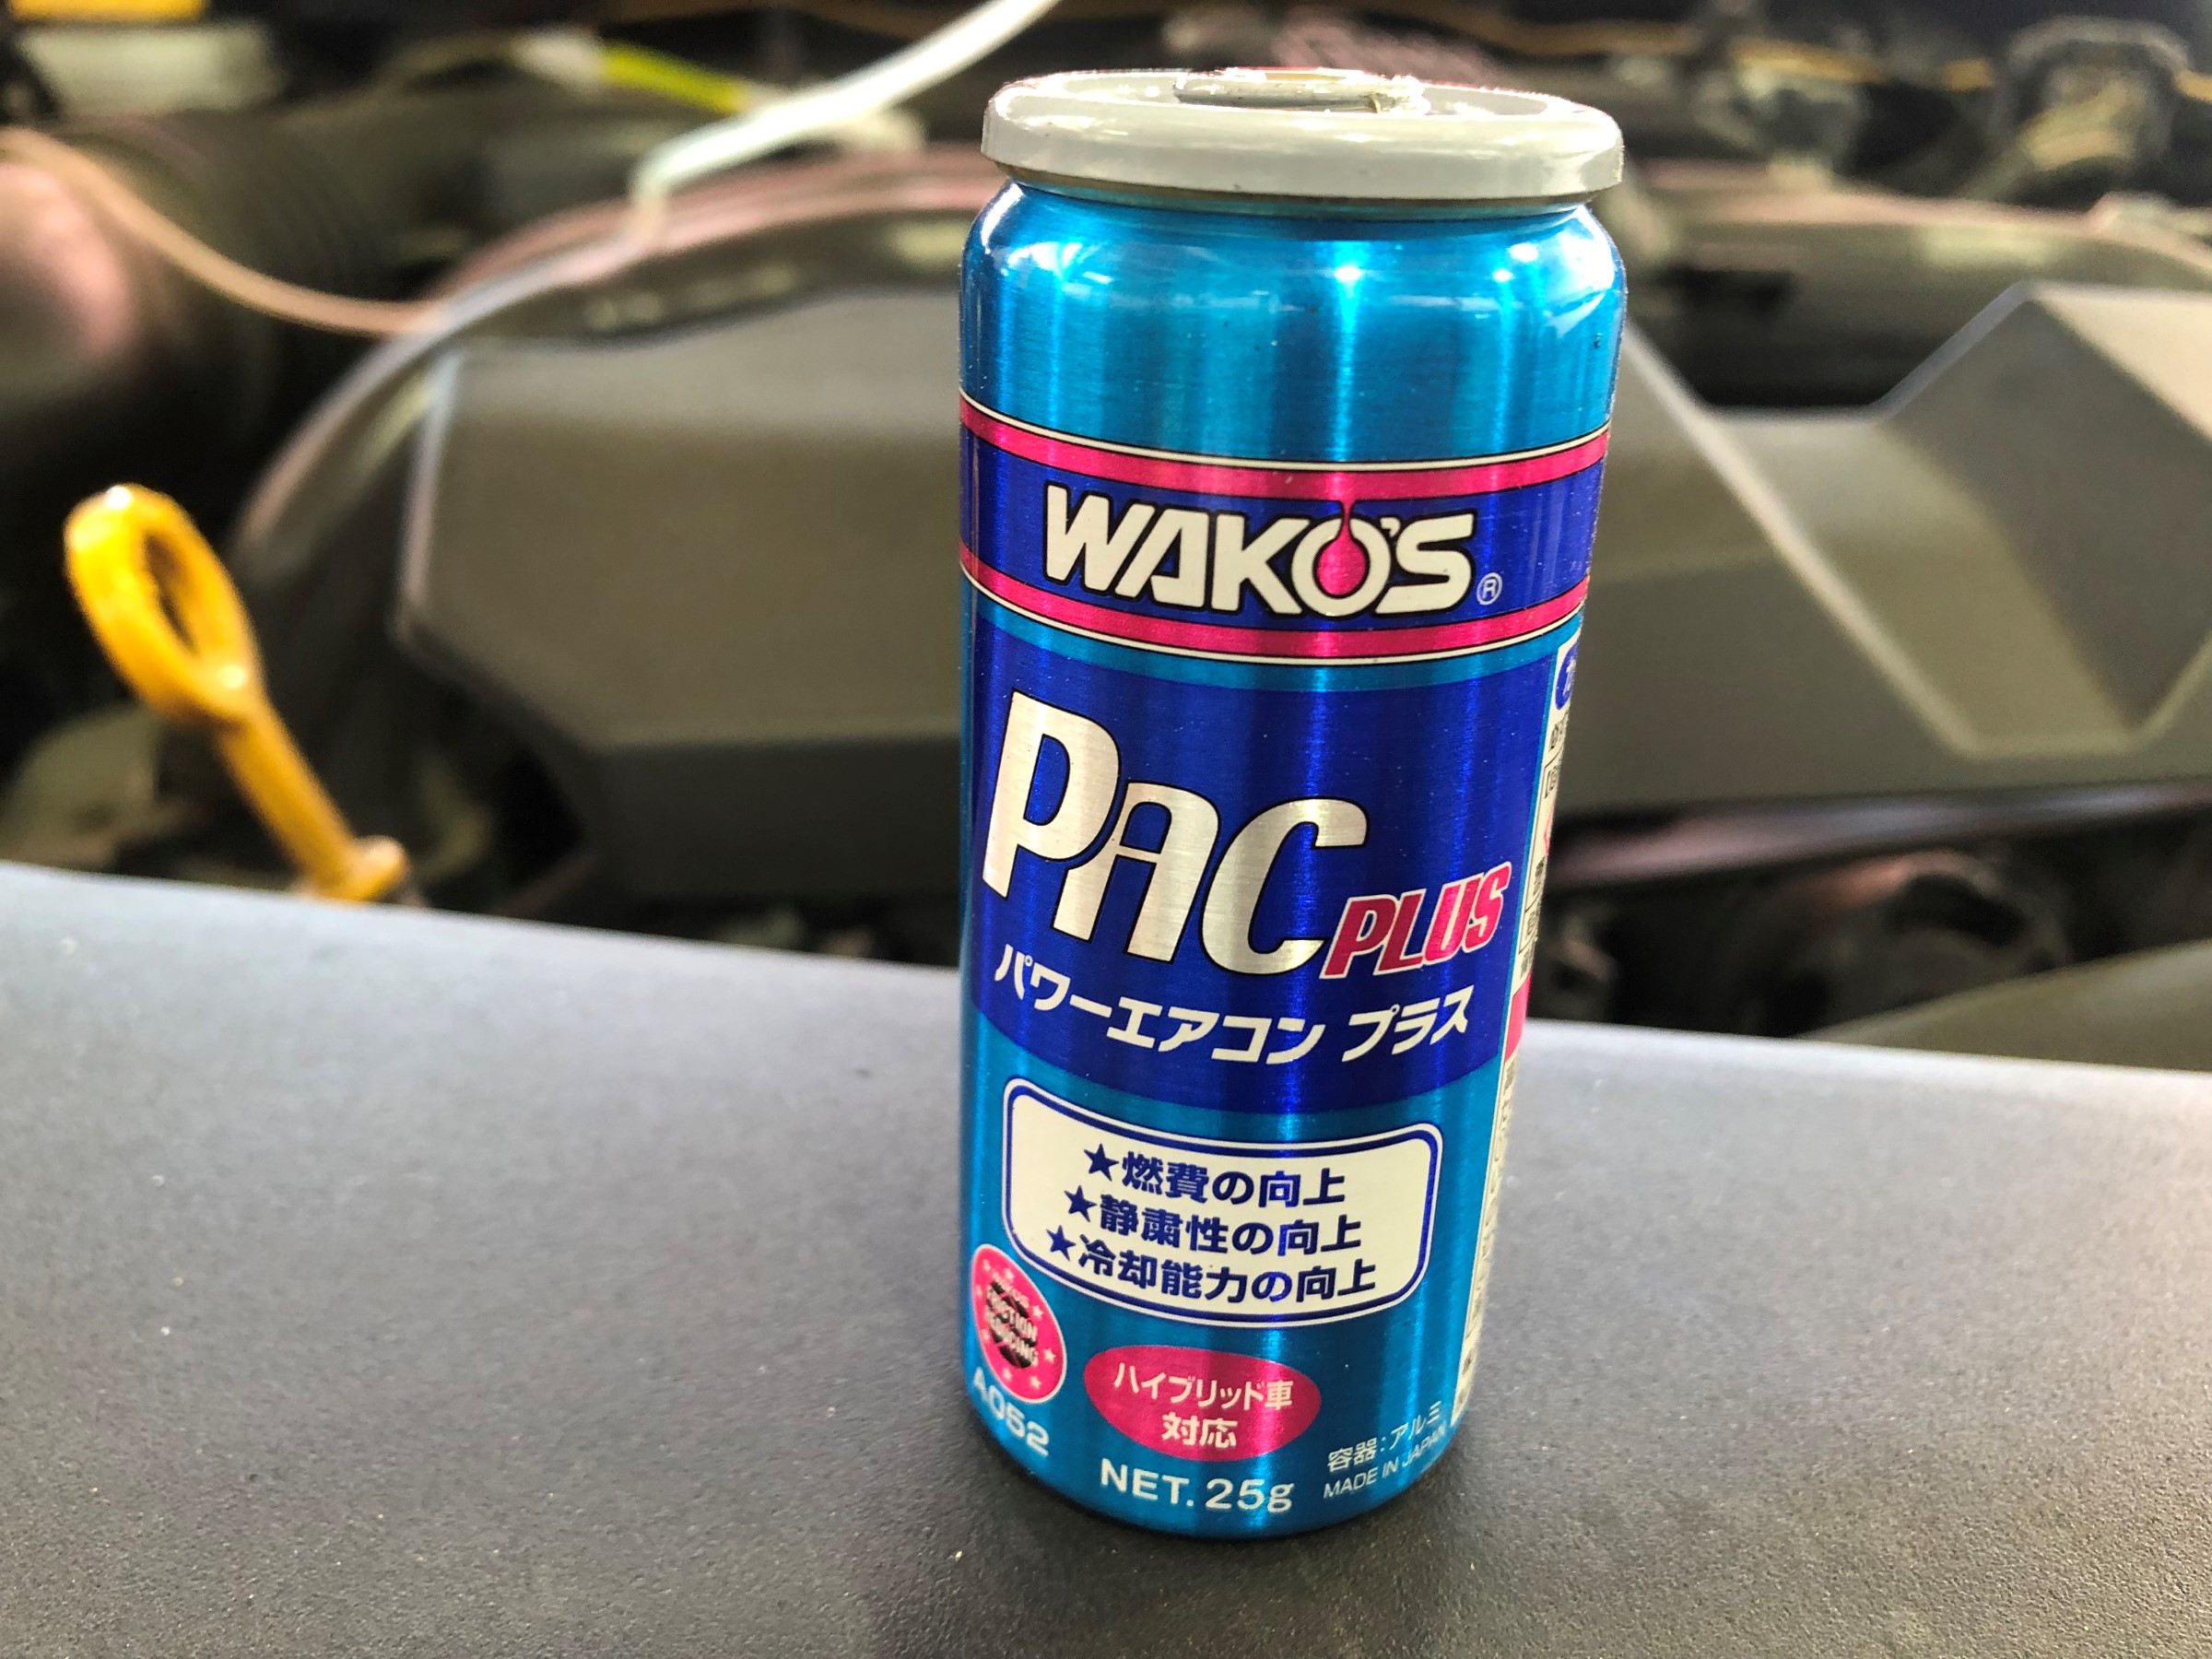 WAKO'S®
PAC PLUS
パワーエアコン プラス
★燃費の向上
★静粛性の向上
★冷却能力の向上
A052
ハイブリッド車
対応
NET. 25g
容器:アルミ
MADE IN JAPAN